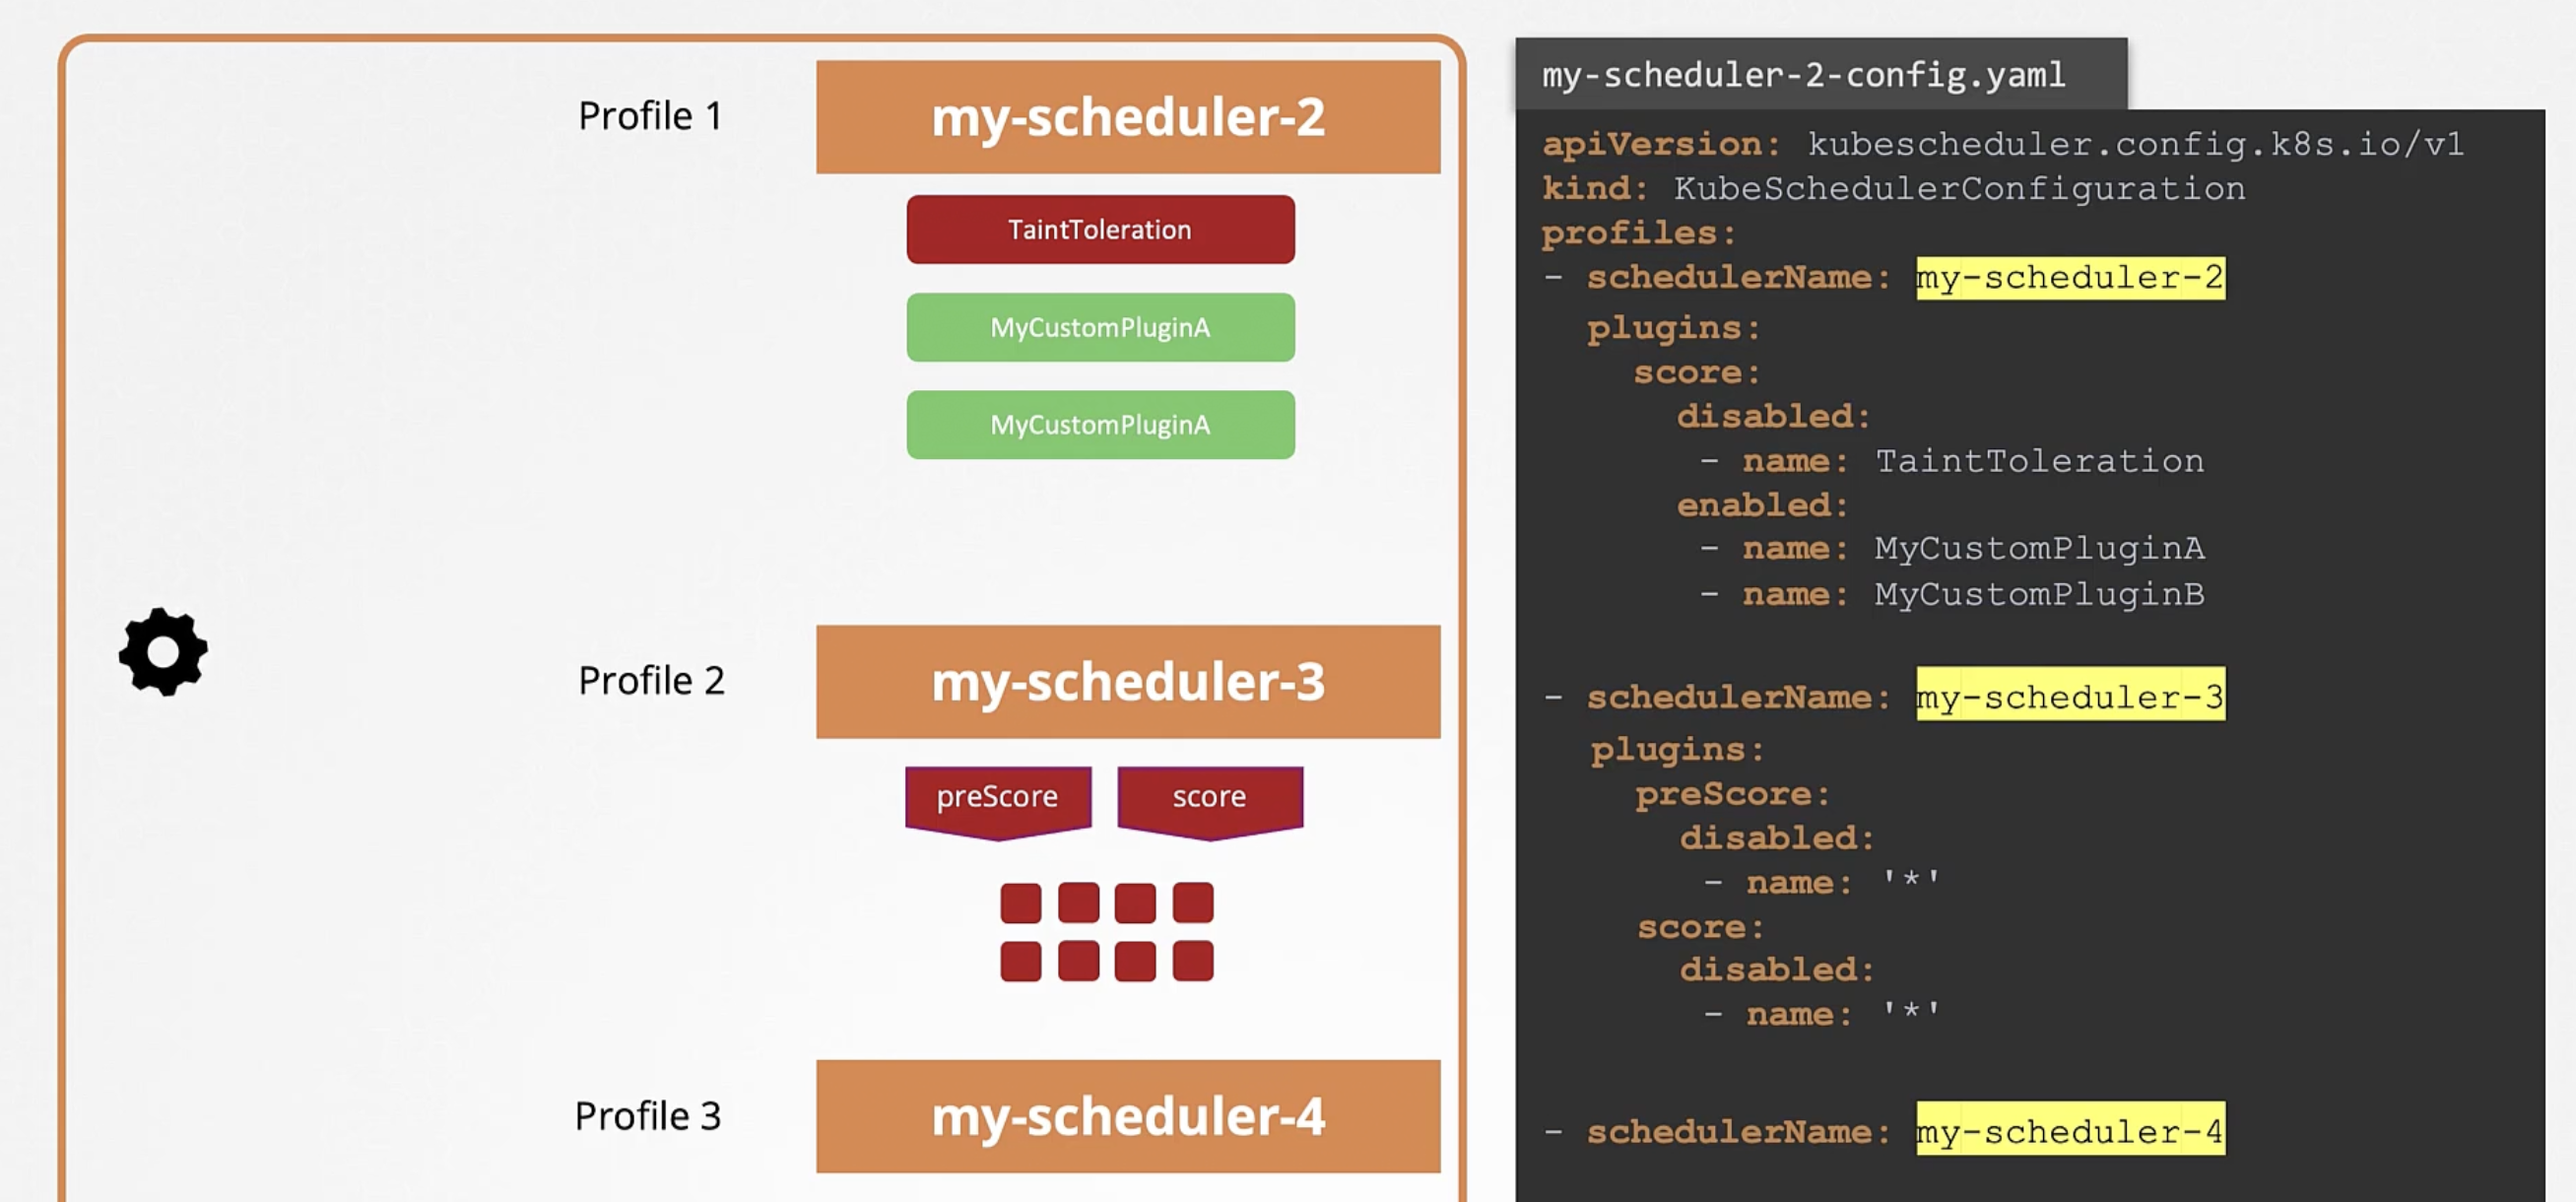 Profile 1
my-scheduler-2
TaintToleration
MyCustomPluginA
MyCustomPluginA
Profile 2
my-scheduler-3
preScore
score
Profile 3
my-scheduler-4
my-scheduler-2-config.yaml
apiVersion: kubescheduler.config.k8s.io/v1
kind: KubeSchedulerConfiguration
profiles:
- schedulerName: my-scheduler-2
  plugins:
    score:
      disabled:
       - name: TaintToleration
      enabled:
       - name: MyCustomPluginA
       - name: MyCustomPluginB
- schedulerName: my-scheduler-3
  plugins:
    preScore:
      disabled:
       - name: '*'
    score:
      disabled:
       - name: '*'
- schedulerName: my-scheduler-4